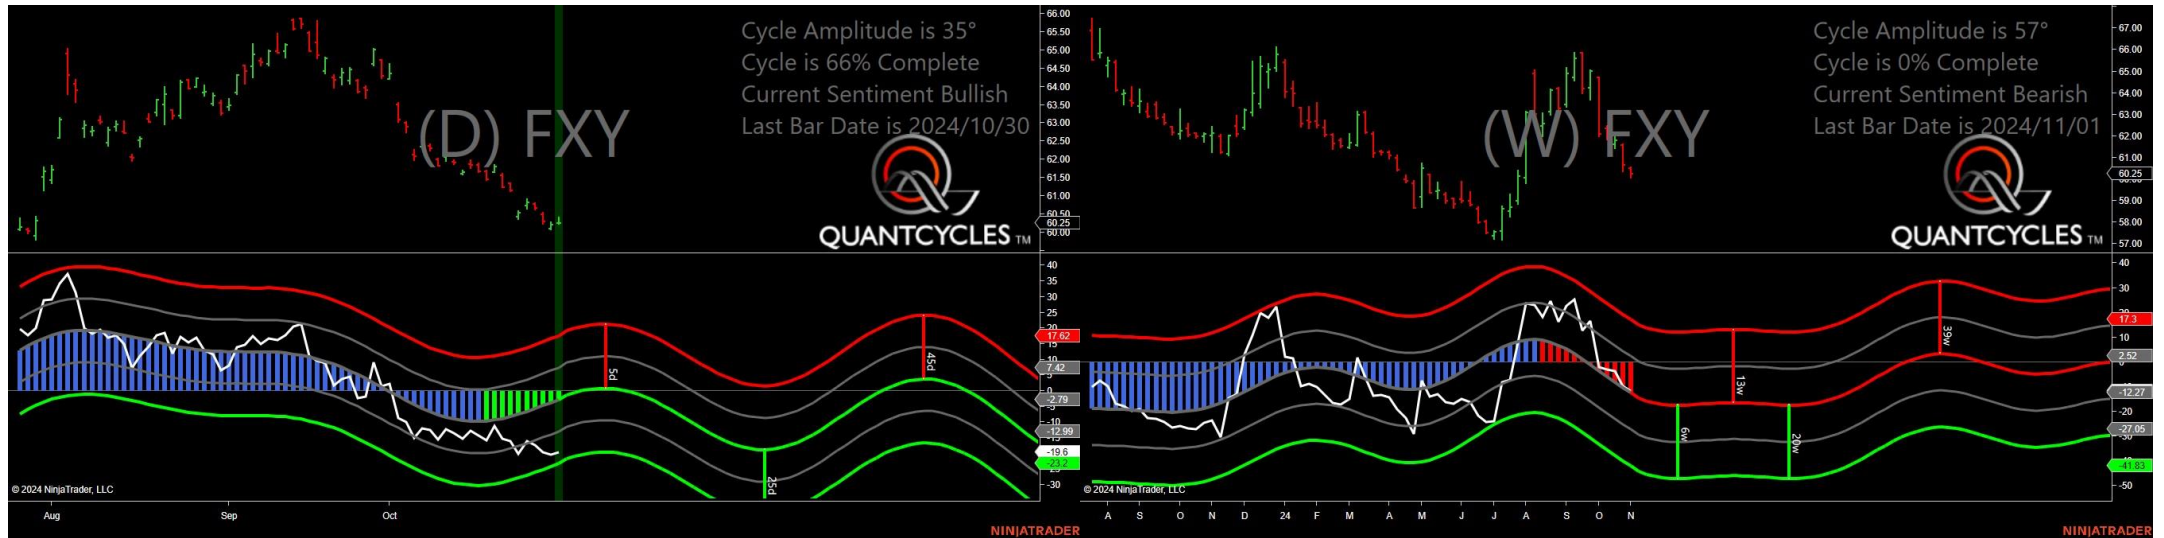 Cycle Amplitude is 35°
Cycle is 66% Complete
Current Sentiment Bullish
Last Bar Date is 2024/10/30
(D) FXY
QUANTCYCLES TM
66.00
65.50
65.00
64.50
64.00
63.50
63.00
62.50
62.00
61.50
61.00
60.50
60.25
60.00
40
35
30
25
20
17.62
15
10
7.42
5
0
-2.79
-5
-10
-12.99
-15
-19.6
-23.2
-30
5d
25d
45d
© 2024 NinjaTrader, LLC
Aug Sep Oct
NINJATRADER
Cycle Amplitude is 57°
Cycle is 0% Complete
Current Sentiment Bearish
Last Bar Date is 2024/11/01
(W) FXY
QUANTCYCLES TM
67.00
66.00
65.00
64.00
63.00
62.00
61.00
60.25
59.00
58.00
57.00
40
30
17.3
10
2.52
-12.27
-20
-27.05
-30
-41.83
-50
13w
39w
6w
20w
© 2024 NinjaTrader, LLC
A S O N D 24 F M A M J J A S O N
NINJATRADER